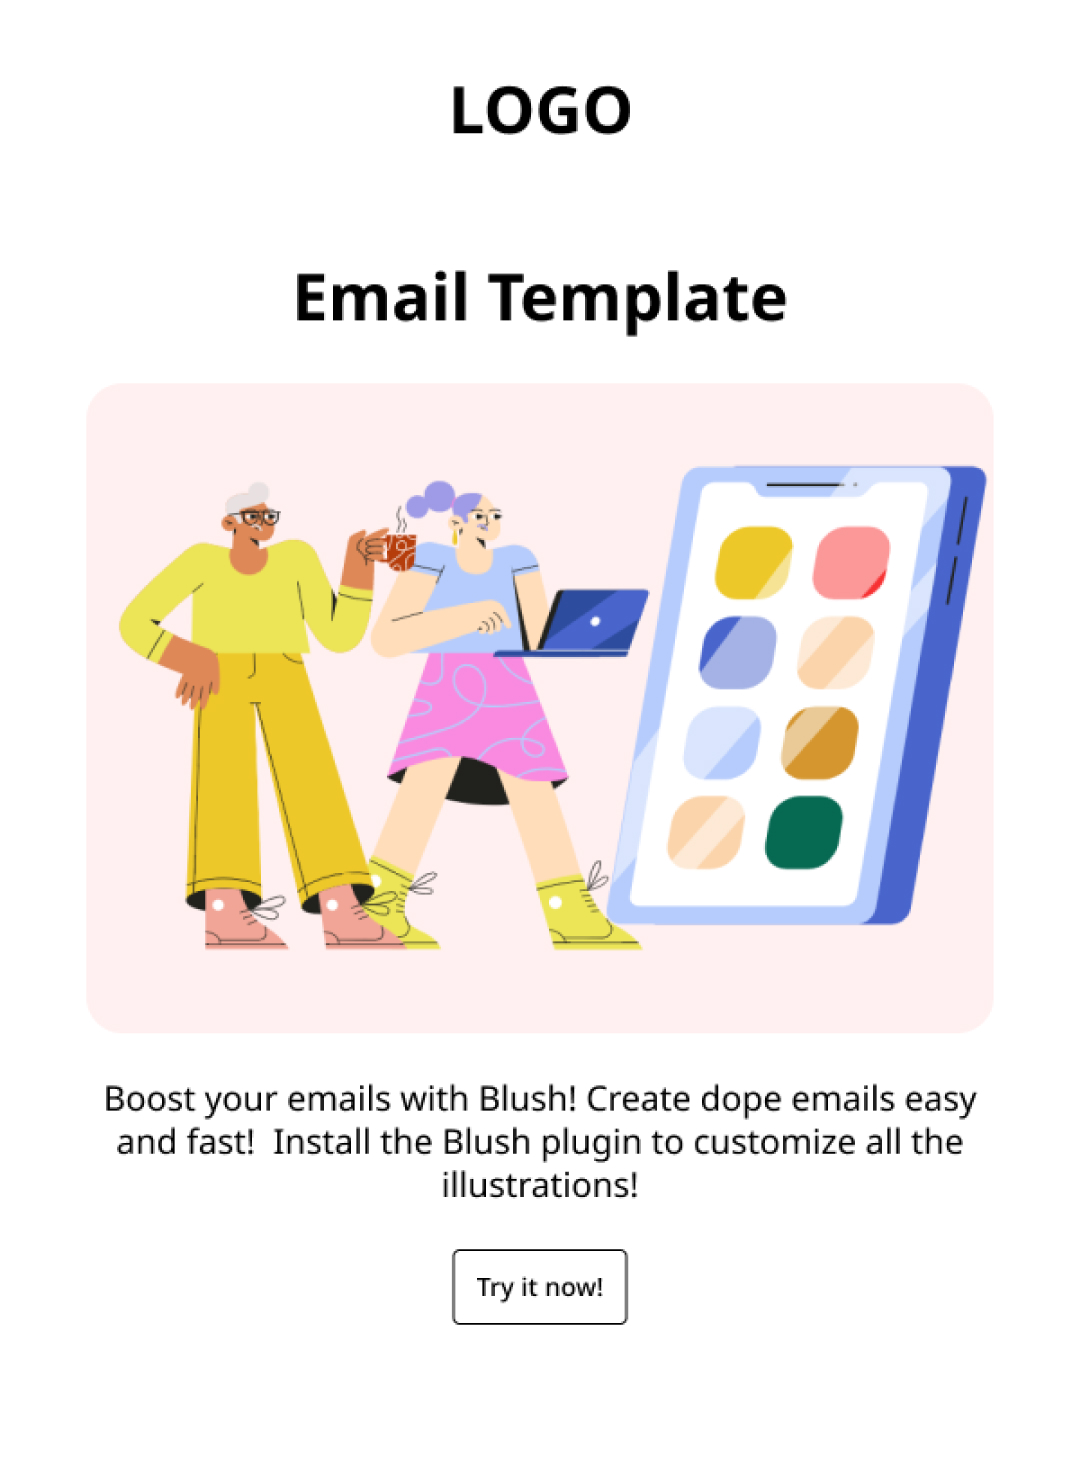 LOGO
Email Template
Boost your emails with Blush! Create dope emails easy
and fast!  Install the Blush plugin to customize all the
illustrations!
Try it now!